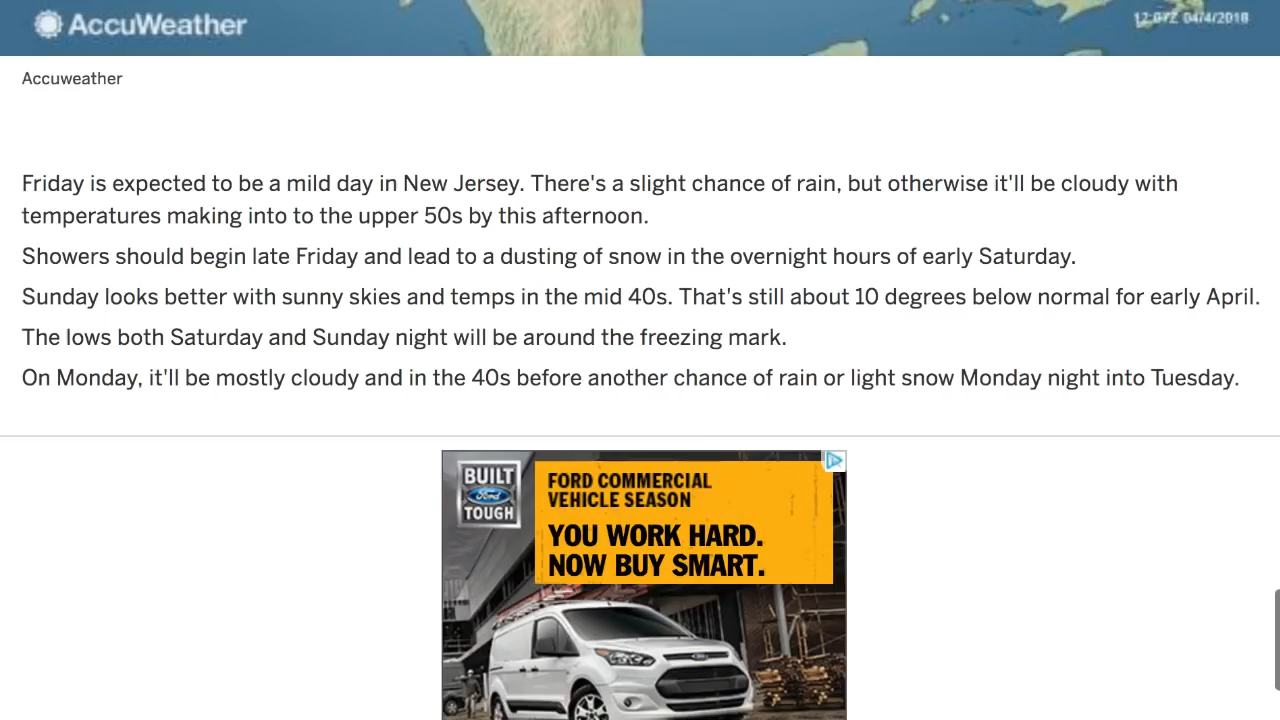 AccuWeather
12:07Z 04/4/2018
Accuweather
Friday is expected to be a mild day in New Jersey. There's a slight chance of rain, but otherwise it'll be cloudy with
temperatures making into to the upper 50s by this afternoon.
Showers should begin late Friday and lead to a dusting of snow in the overnight hours of early Saturday.
Sunday looks better with sunny skies and temps in the mid 40s. That's still about 10 degrees below normal for early April.
The lows both Saturday and Sunday night will be around the freezing mark.
On Monday, it'll be mostly cloudy and in the 40s before another chance of rain or light snow Monday night into Tuesday.
BUILT
Ford
TOUGH
FORD COMMERCIAL
VEHICLE SEASON
YOU WORK HARD.
NOW BUY SMART.